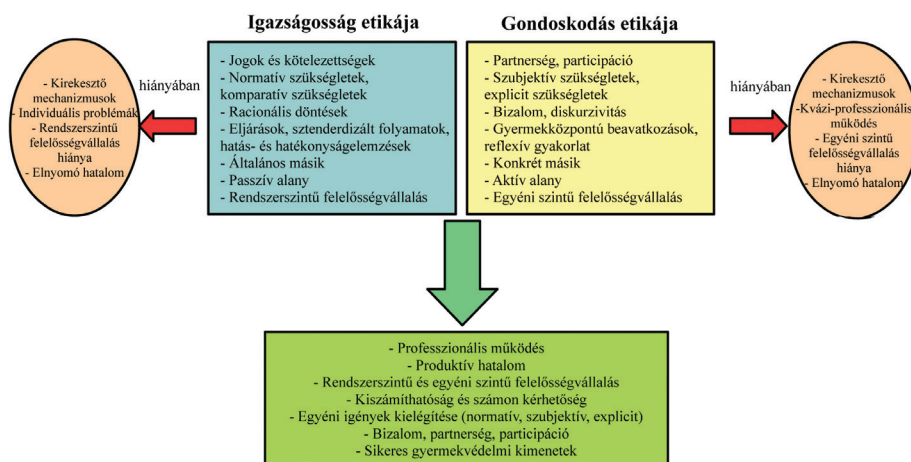 Igazságosság etikája
Gondoskodás etikája
- Kirekesztő
mechanizmusok
- Individuális problémák
- Rendszerszintű
felelősségvállalás
hiánya
- Elnyomó hatalom
hiányában
- Jogok és kötelezettségek
- Normatív szükségletek,
komparatív szükségletek
- Racionális döntések
- Eljárások, sztenderdizált folyamatok,
hatás- és hatékonyságelemzések
- Általános másik
- Passzív alany
- Rendszerszintű felelősségvállalás
- Partnerség, participáció
- Szubjektív szükségletek,
explicit szükségletek
- Bizalom, diskurzivitás
- Gyermekközpontú beavatkozások,
reflexív gyakorlat
- Konkrét másik
- Aktív alany
- Egyéni szintű felelősségvállalás
hiányában
- Kirekesztő
mechanizmusok
-Kvázi-professionális
működés
- Egyéni szintű
felelősségvállalás
hiánya
- Elnyomó hatalom
- Professzionális működés
- Produktív hatalom
- Rendszerszintű és egyéni szintű felelősségvállalás
- Kiszámíthatóság és számon kérhetőség
- Egyéni igények kielégítése (normatív, szubjektív, explicit)
- Bizalom, partnerség, participáció
- Sikeres gyermekvédelmi kimenetek